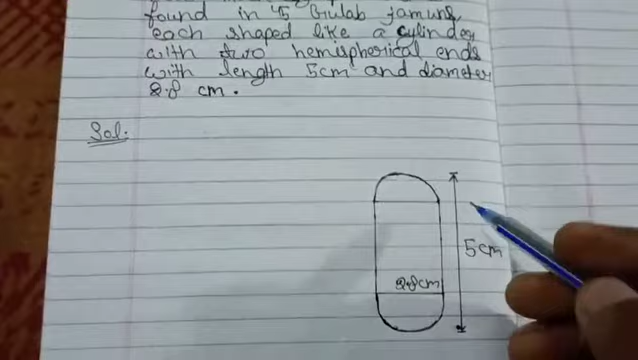 found in 45 Gulab jamuns,
each shaped like a cylinder
with two hemispherical ends
with length 5cm and diameter
2.8 cm.
Sol:
5cm
2.8cm